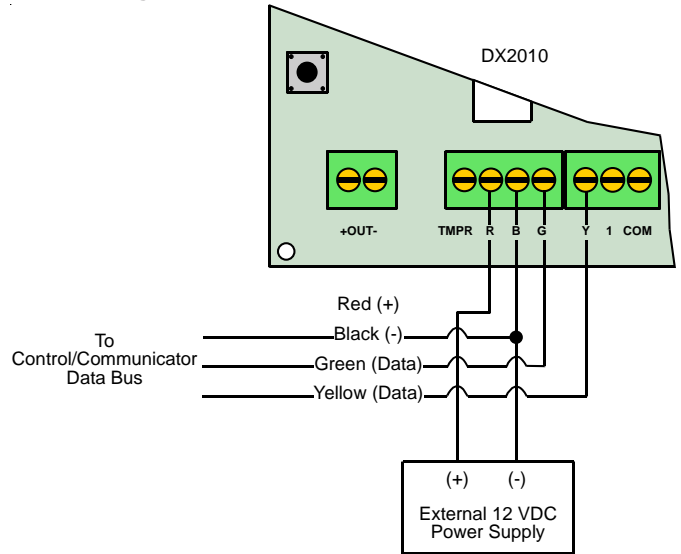 DX2010
+OUT-
TMPR R B G Y 1 COM
Red (+)
Black (-)
Green (Data)
Yellow (Data)
To
Control/Communicator
Data Bus
(+) (-)
External 12 VDC
Power Supply